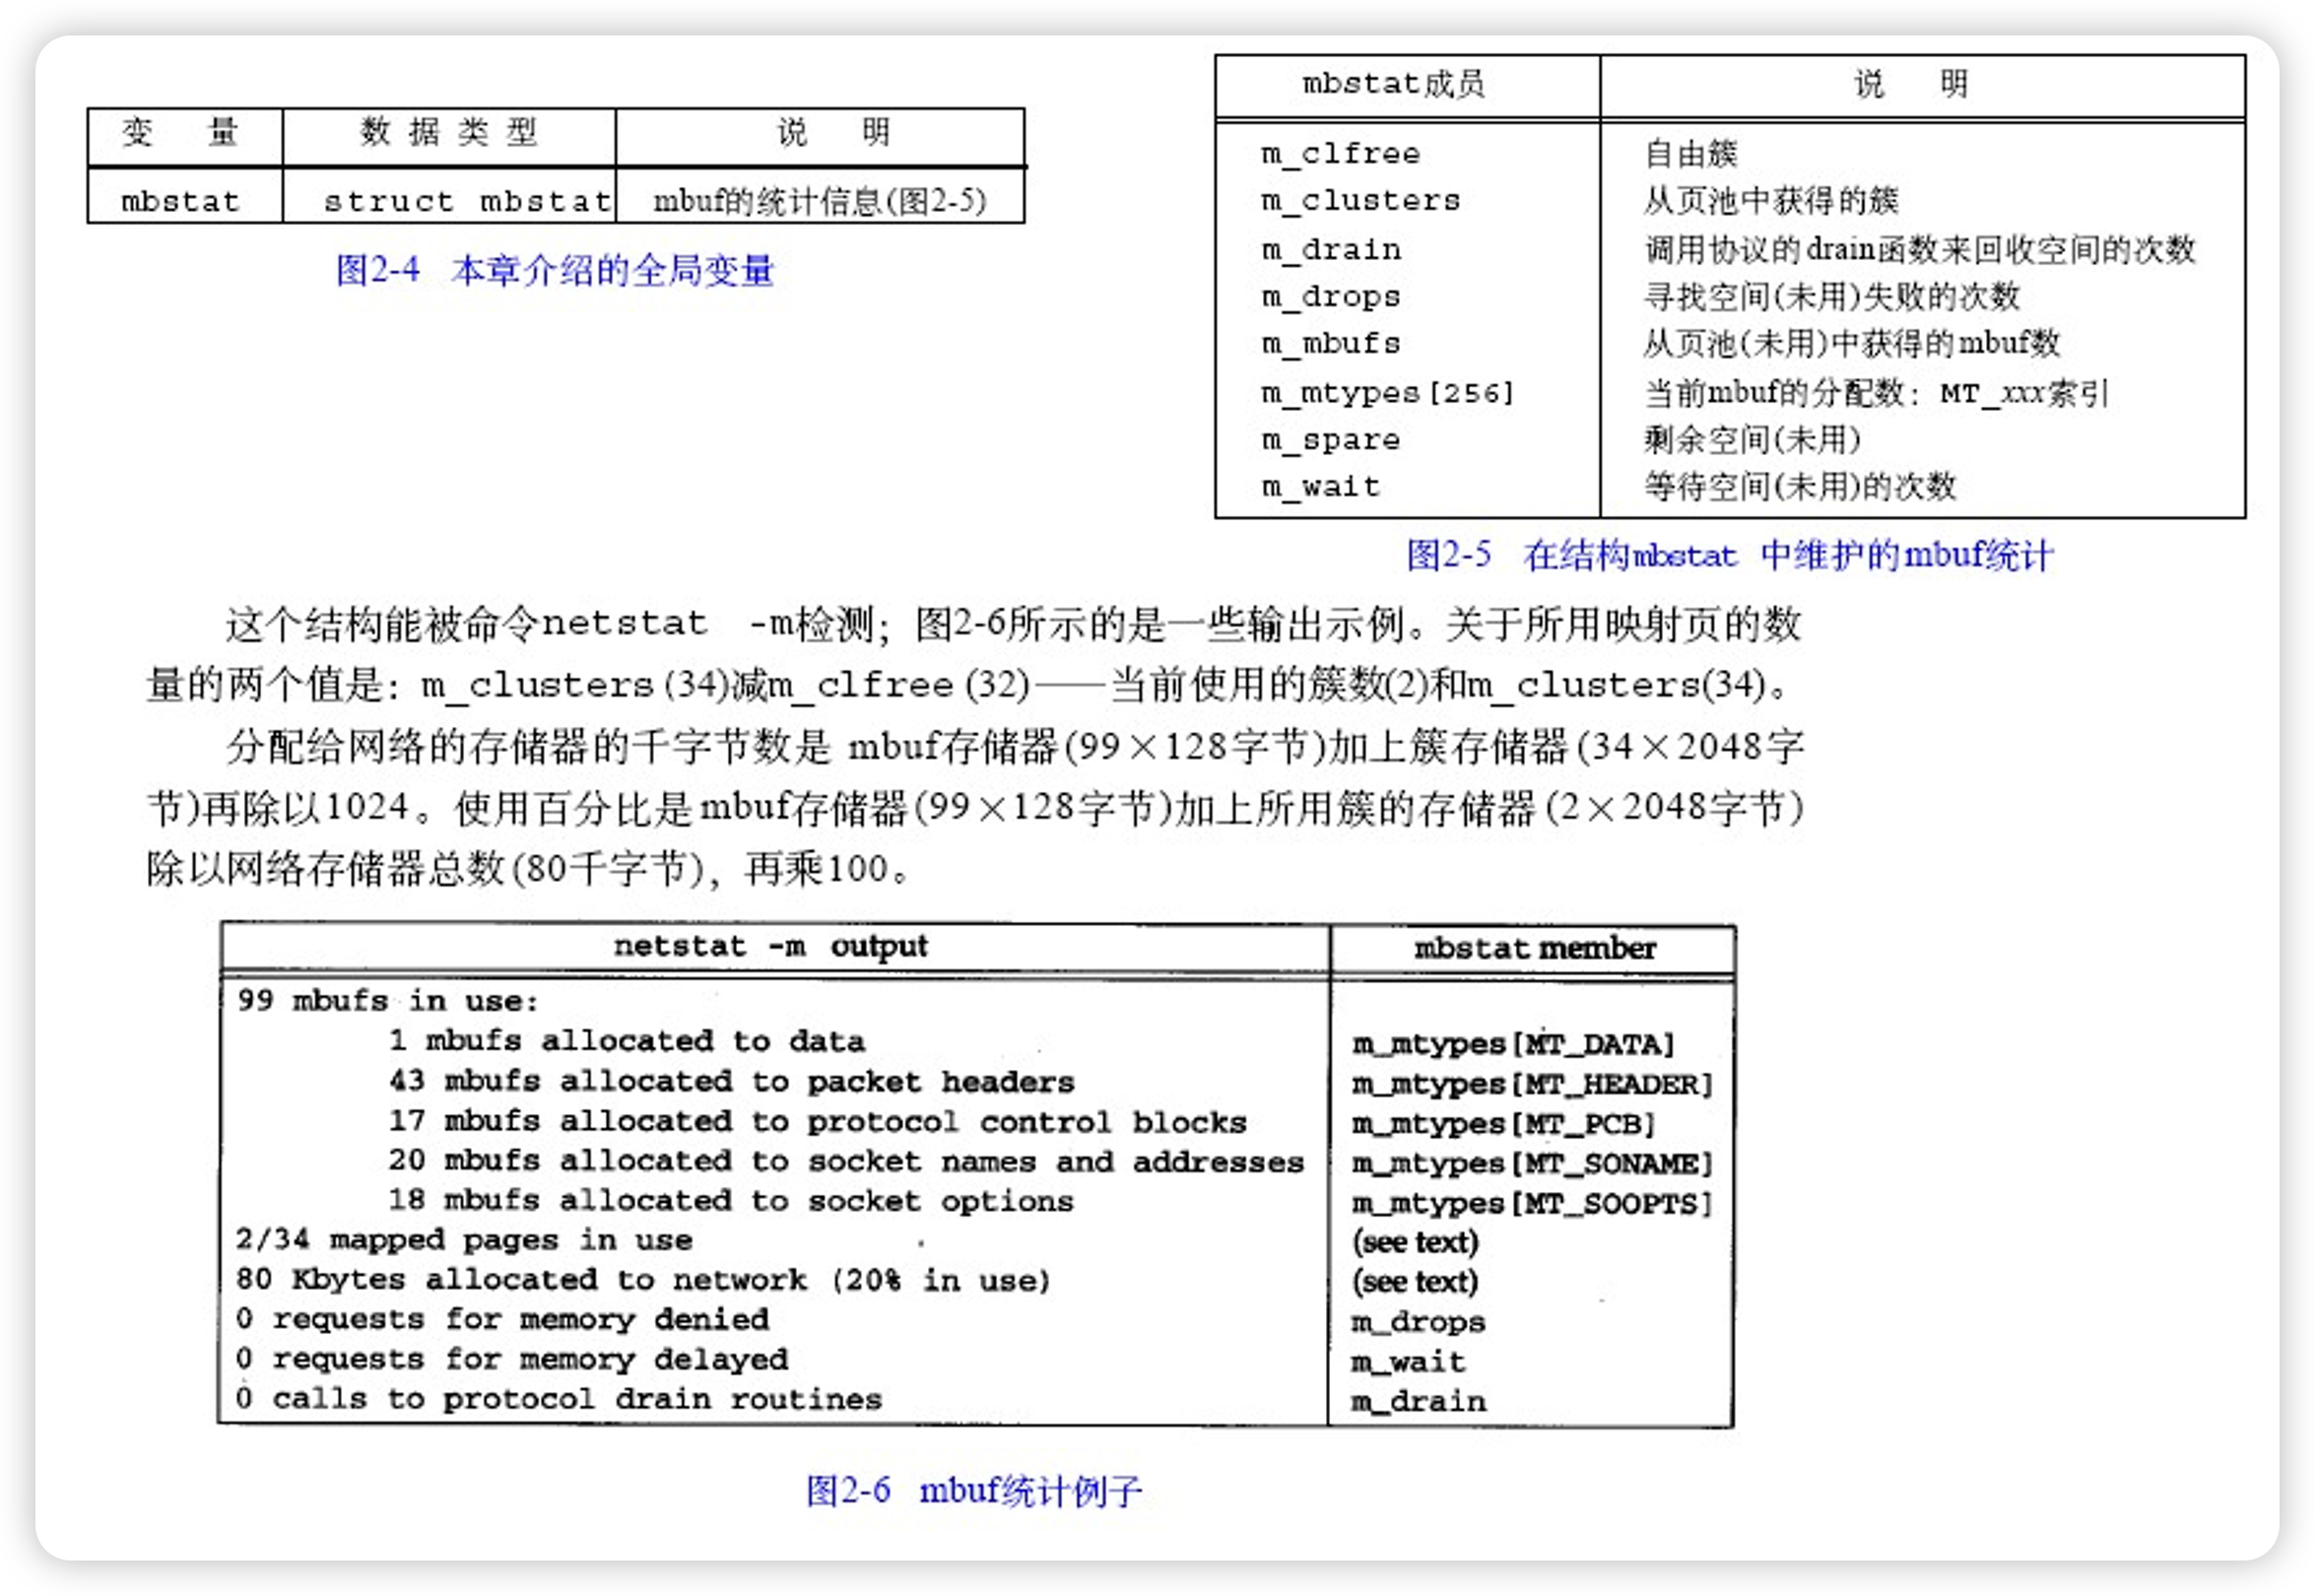 变 量 数据类型 说 明
mbstat struct mbstat mbuf的统计信息(图2-5)
图2-4 本章介绍的全局变量
mbstat成员 说 明
m_clfree 自由簇
m_clusters 从页池中获得的簇
m_drain 调用协议的drain函数来回收空间的次数
m_drops 寻找空间(未用)失败的次数
m_mbufs 从页池(未用)中获得的mbuf数
m_mtypes[256] 当前mbuf的分配数：MT_xxx索引
m_spare 剩余空间(未用)
m_wait 等待空间(未用)的次数
图2-5 在结构mbstat 中维护的mbuf统计
这个结构能被命令netstat -m检测；图2-6所示的是一些输出示例。关于所用映射页的数
量的两个值是：m_clusters(34)减m_clfree(32)——当前使用的簇数(2)和m_clusters(34)。
分配给网络的存储器的千字节数是 mbuf存储器(99×128字节)加上簇存储器(34×2048字
节)再除以1024。使用百分比是mbuf存储器(99×128字节)加上所用簇的存储器(2×2048字节)
除以网络存储器总数(80千字节)，再乘100。
netstat -m output mbstat member
99 mbufs in use:
1 mbufs allocated to data m_mtypes[MT_DATA]
43 mbufs allocated to packet headers m_mtypes[MT_HEADER]
17 mbufs allocated to protocol control blocks m_mtypes[MT_PCB]
20 mbufs allocated to socket names and addresses m_mtypes[MT_SONAME]
18 mbufs allocated to socket options m_mtypes[MT_SOOPTS]
2/34 mapped pages in use (see text)
80 Kbytes allocated to network (20% in use) (see text)
0 requests for memory denied m_drops
0 requests for memory delayed m_wait
0 calls to protocol drain routines m_drain
图2-6 mbuf统计例子